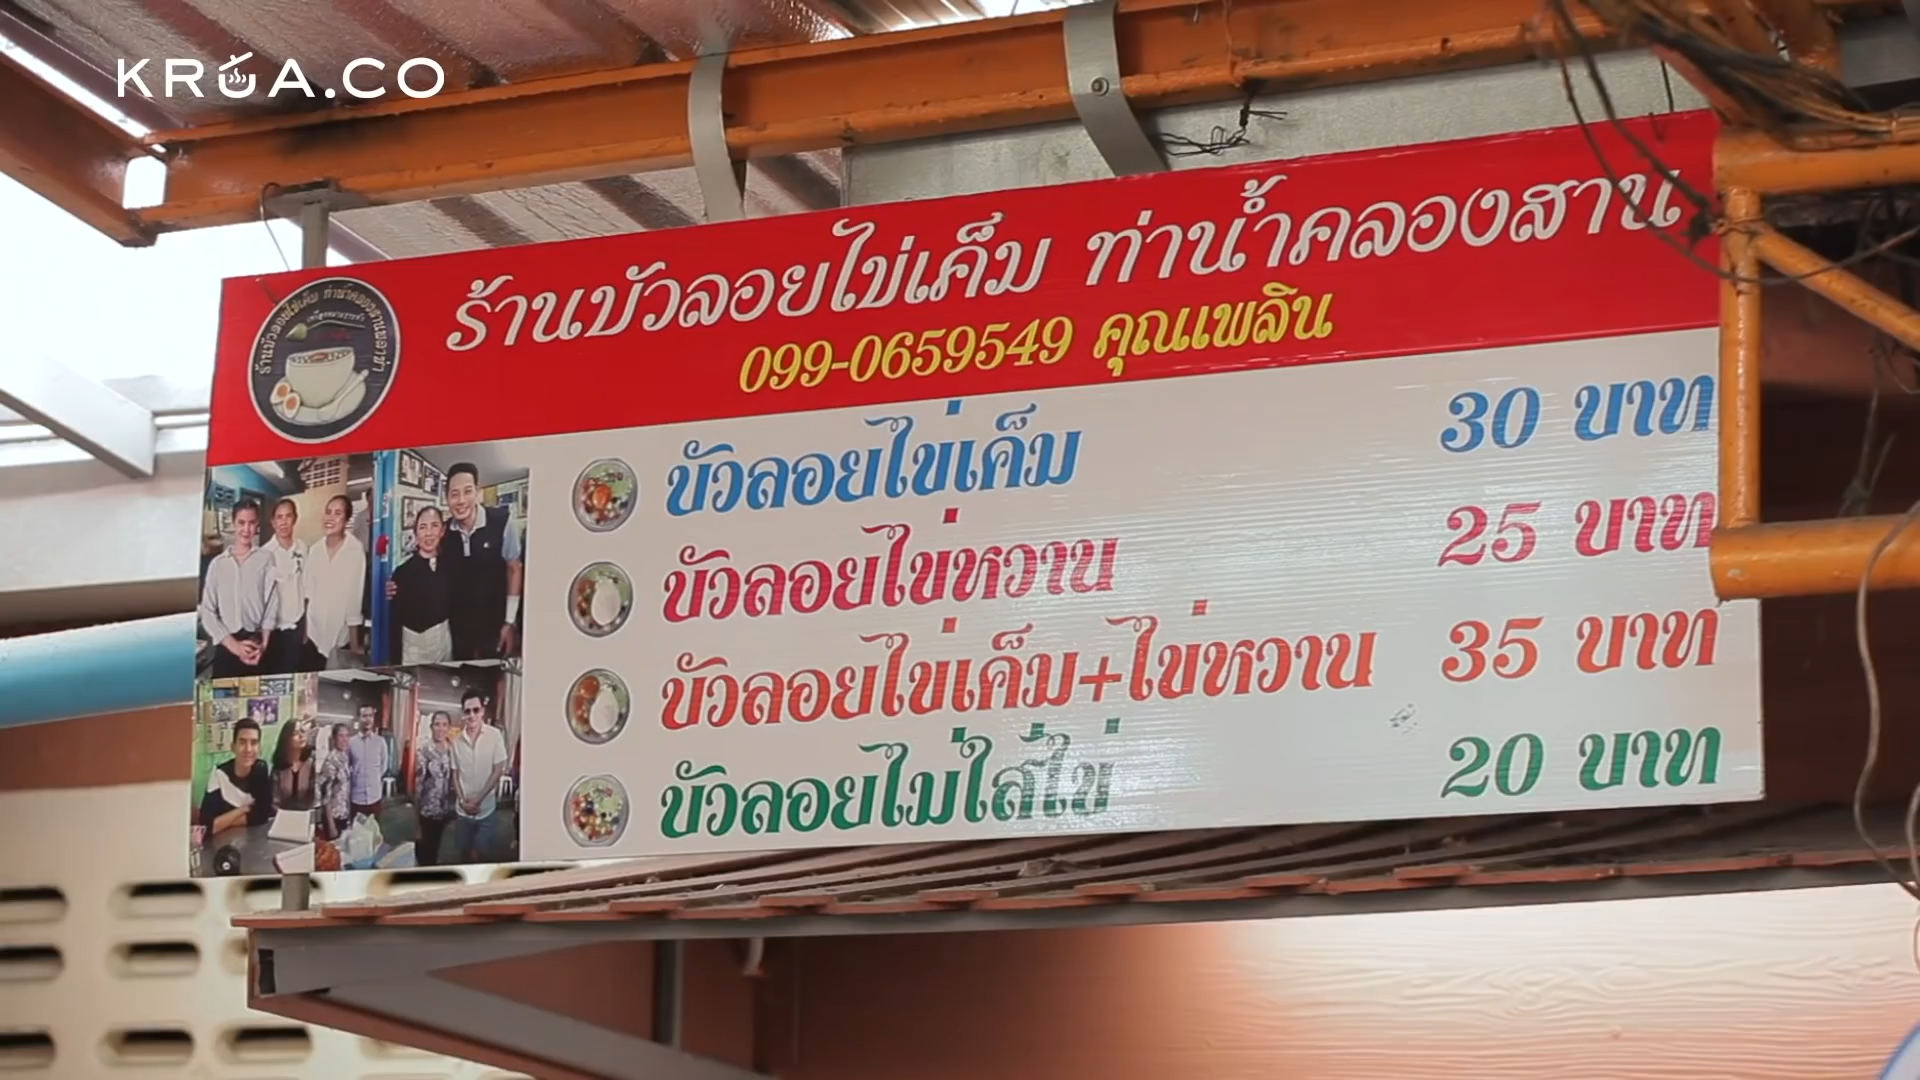 KRUA.CO
ร้านบัวลอยไข่เค็ม ท่าน้ำคลองสาน
099-0659549 คุณเพลิน
บัวลอยไข่เค็ม 30 บาท
บัวลอยไข่หวาน 25 บาท
บัวลอยไข่เค็ม+ไข่หวาน 35 บาท
บัวลอยไม่ใส่ไข่ 20 บาท